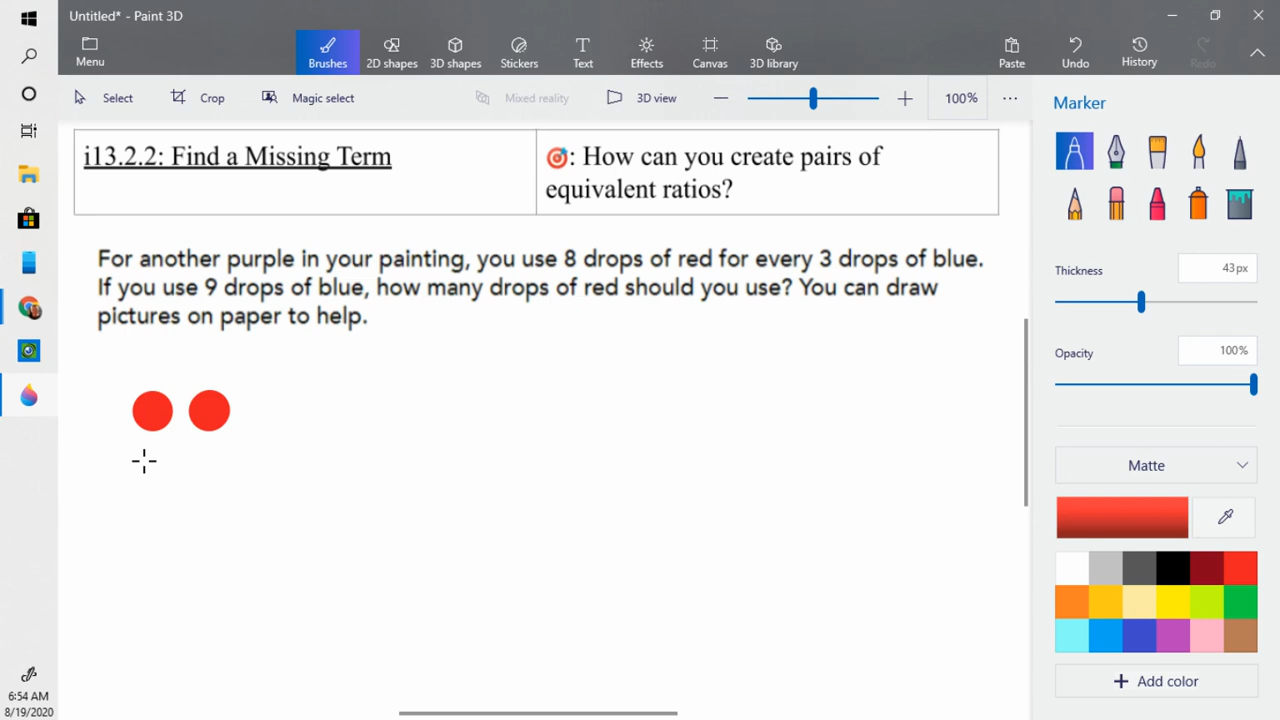 Untitled* - Paint 3D
Menu
Brushes
2D shapes
3D shapes
Stickers
Text
Effects
Canvas
3D library
Paste
Undo
History
Redo
Select
Crop
Magic select
Mixed reality
3D view
100%
Marker
i13.2.2: Find a Missing Term
🎯: How can you create pairs of
equivalent ratios?
For another purple in your painting, you use 8 drops of red for every 3 drops of blue.
If you use 9 drops of blue, how many drops of red should you use? You can draw
pictures on paper to help.
Thickness
43px
Opacity
100%
Matte
Add color
6:54 AM
8/19/2020